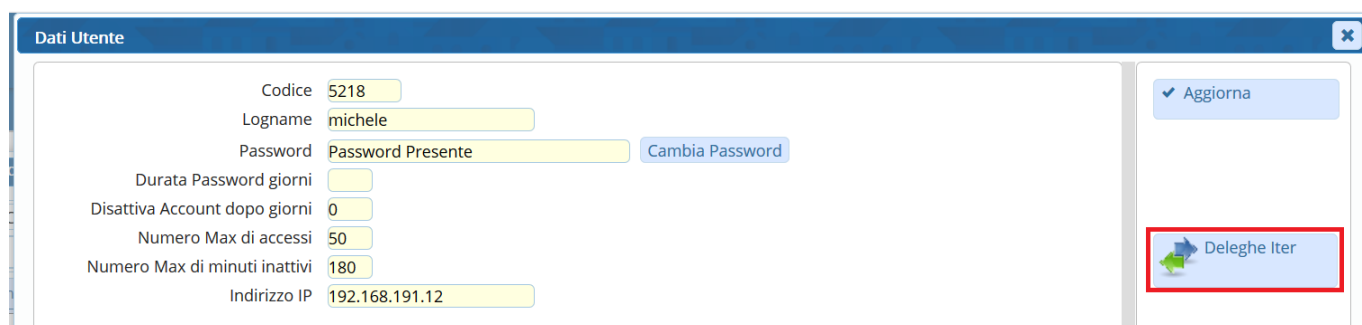 Dati Utente
Codice 5218
Aggiorna
Logname michele
Password Password Presente Cambia Password
Durata Password giorni
Disattiva Account dopo giorni 0
Numero Max di accessi 50
Deleghe Iter
Numero Max di minuti inattivi 180
Indirizzo IP 192.168.191.12